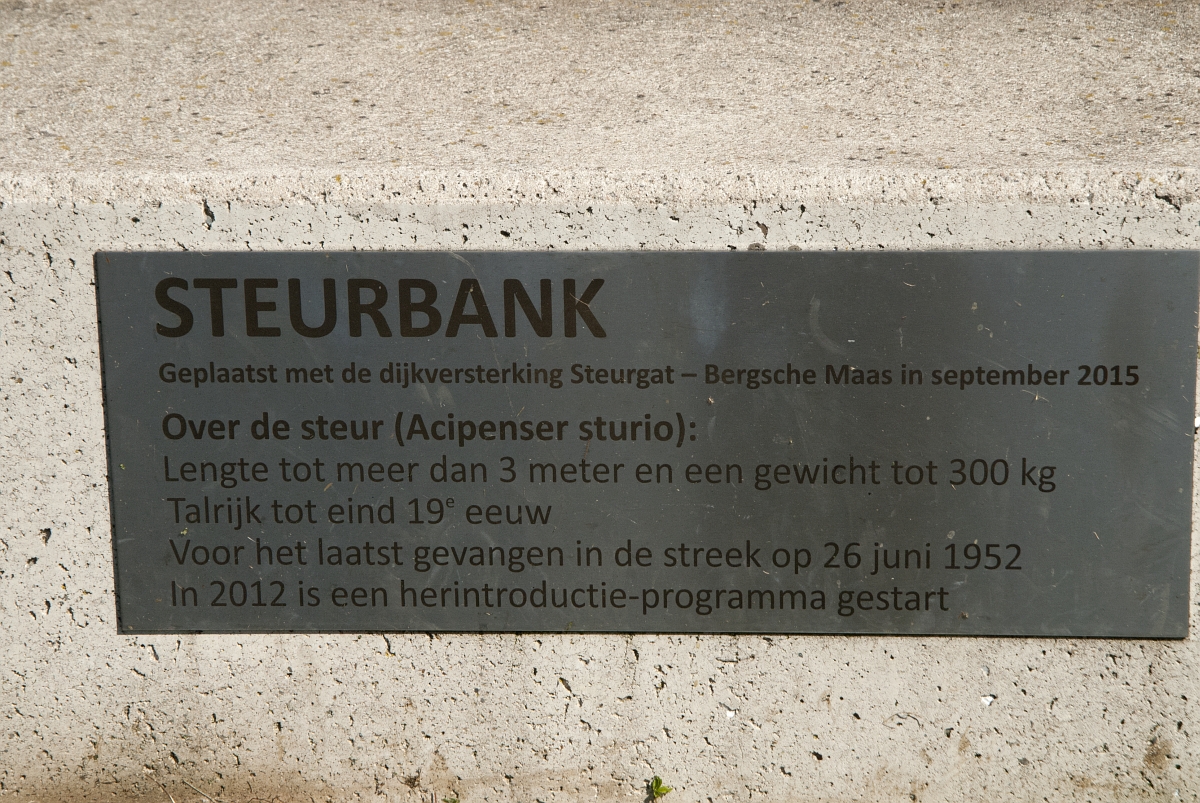 STEURBANK
Geplaatst met de dijkversterking Steurgat – Bergsche Maas in september 2015
Over de steur (Acipenser sturio):
Lengte tot meer dan 3 meter en een gewicht tot 300 kg
Talrijk tot eind 19e eeuw
Voor het laatst gevangen in de streek op 26 juni 1952
In 2012 is een herintroductie-programma gestart